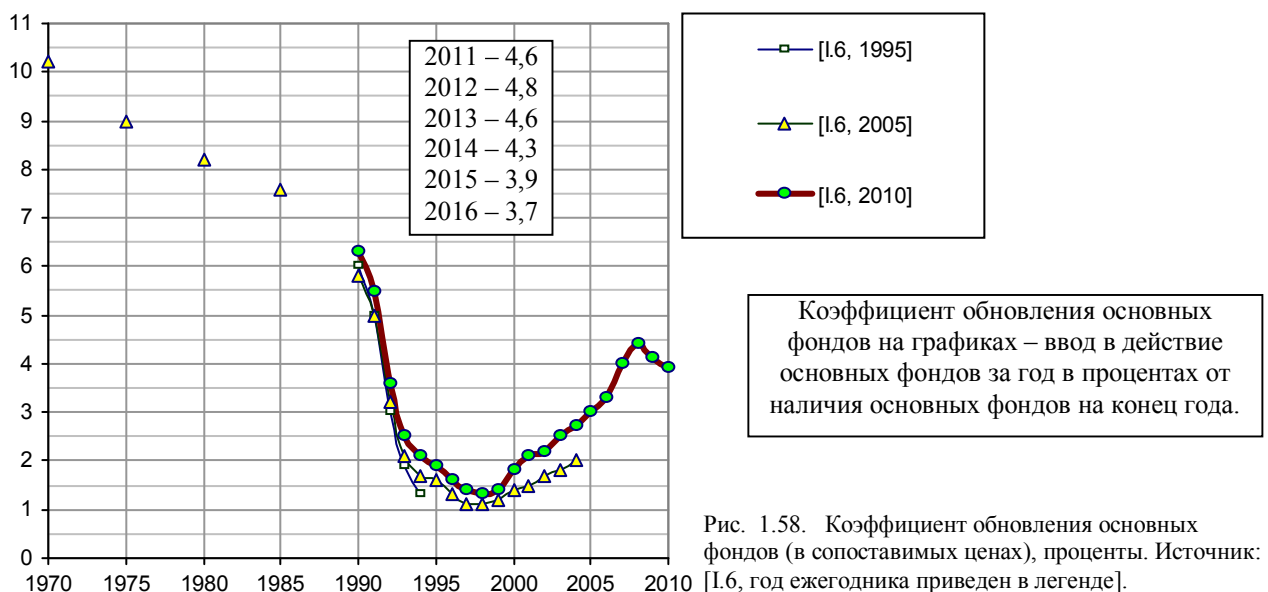 11
10
9
8
7
6
5
4
3
2
1
0
1970
1975
1980
1985
1990
1995
2000
2005
2010
2011 – 4,6
2012 – 4,8
2013 – 4,6
2014 – 4,3
2015 – 3,9
2016 – 3,7
[I.6, 1995]
[I.6, 2005]
[I.6, 2010]
Коэффициент обновления основных
фондов на графиках – ввод в действие
основных фондов за год в процентах от
наличия основных фондов на конец года.
Рис. 1.58. Коэффициент обновления основных
фондов (в сопоставимых ценах), проценты. Источник:
[I.6, год ежегодника приведен в легенде].